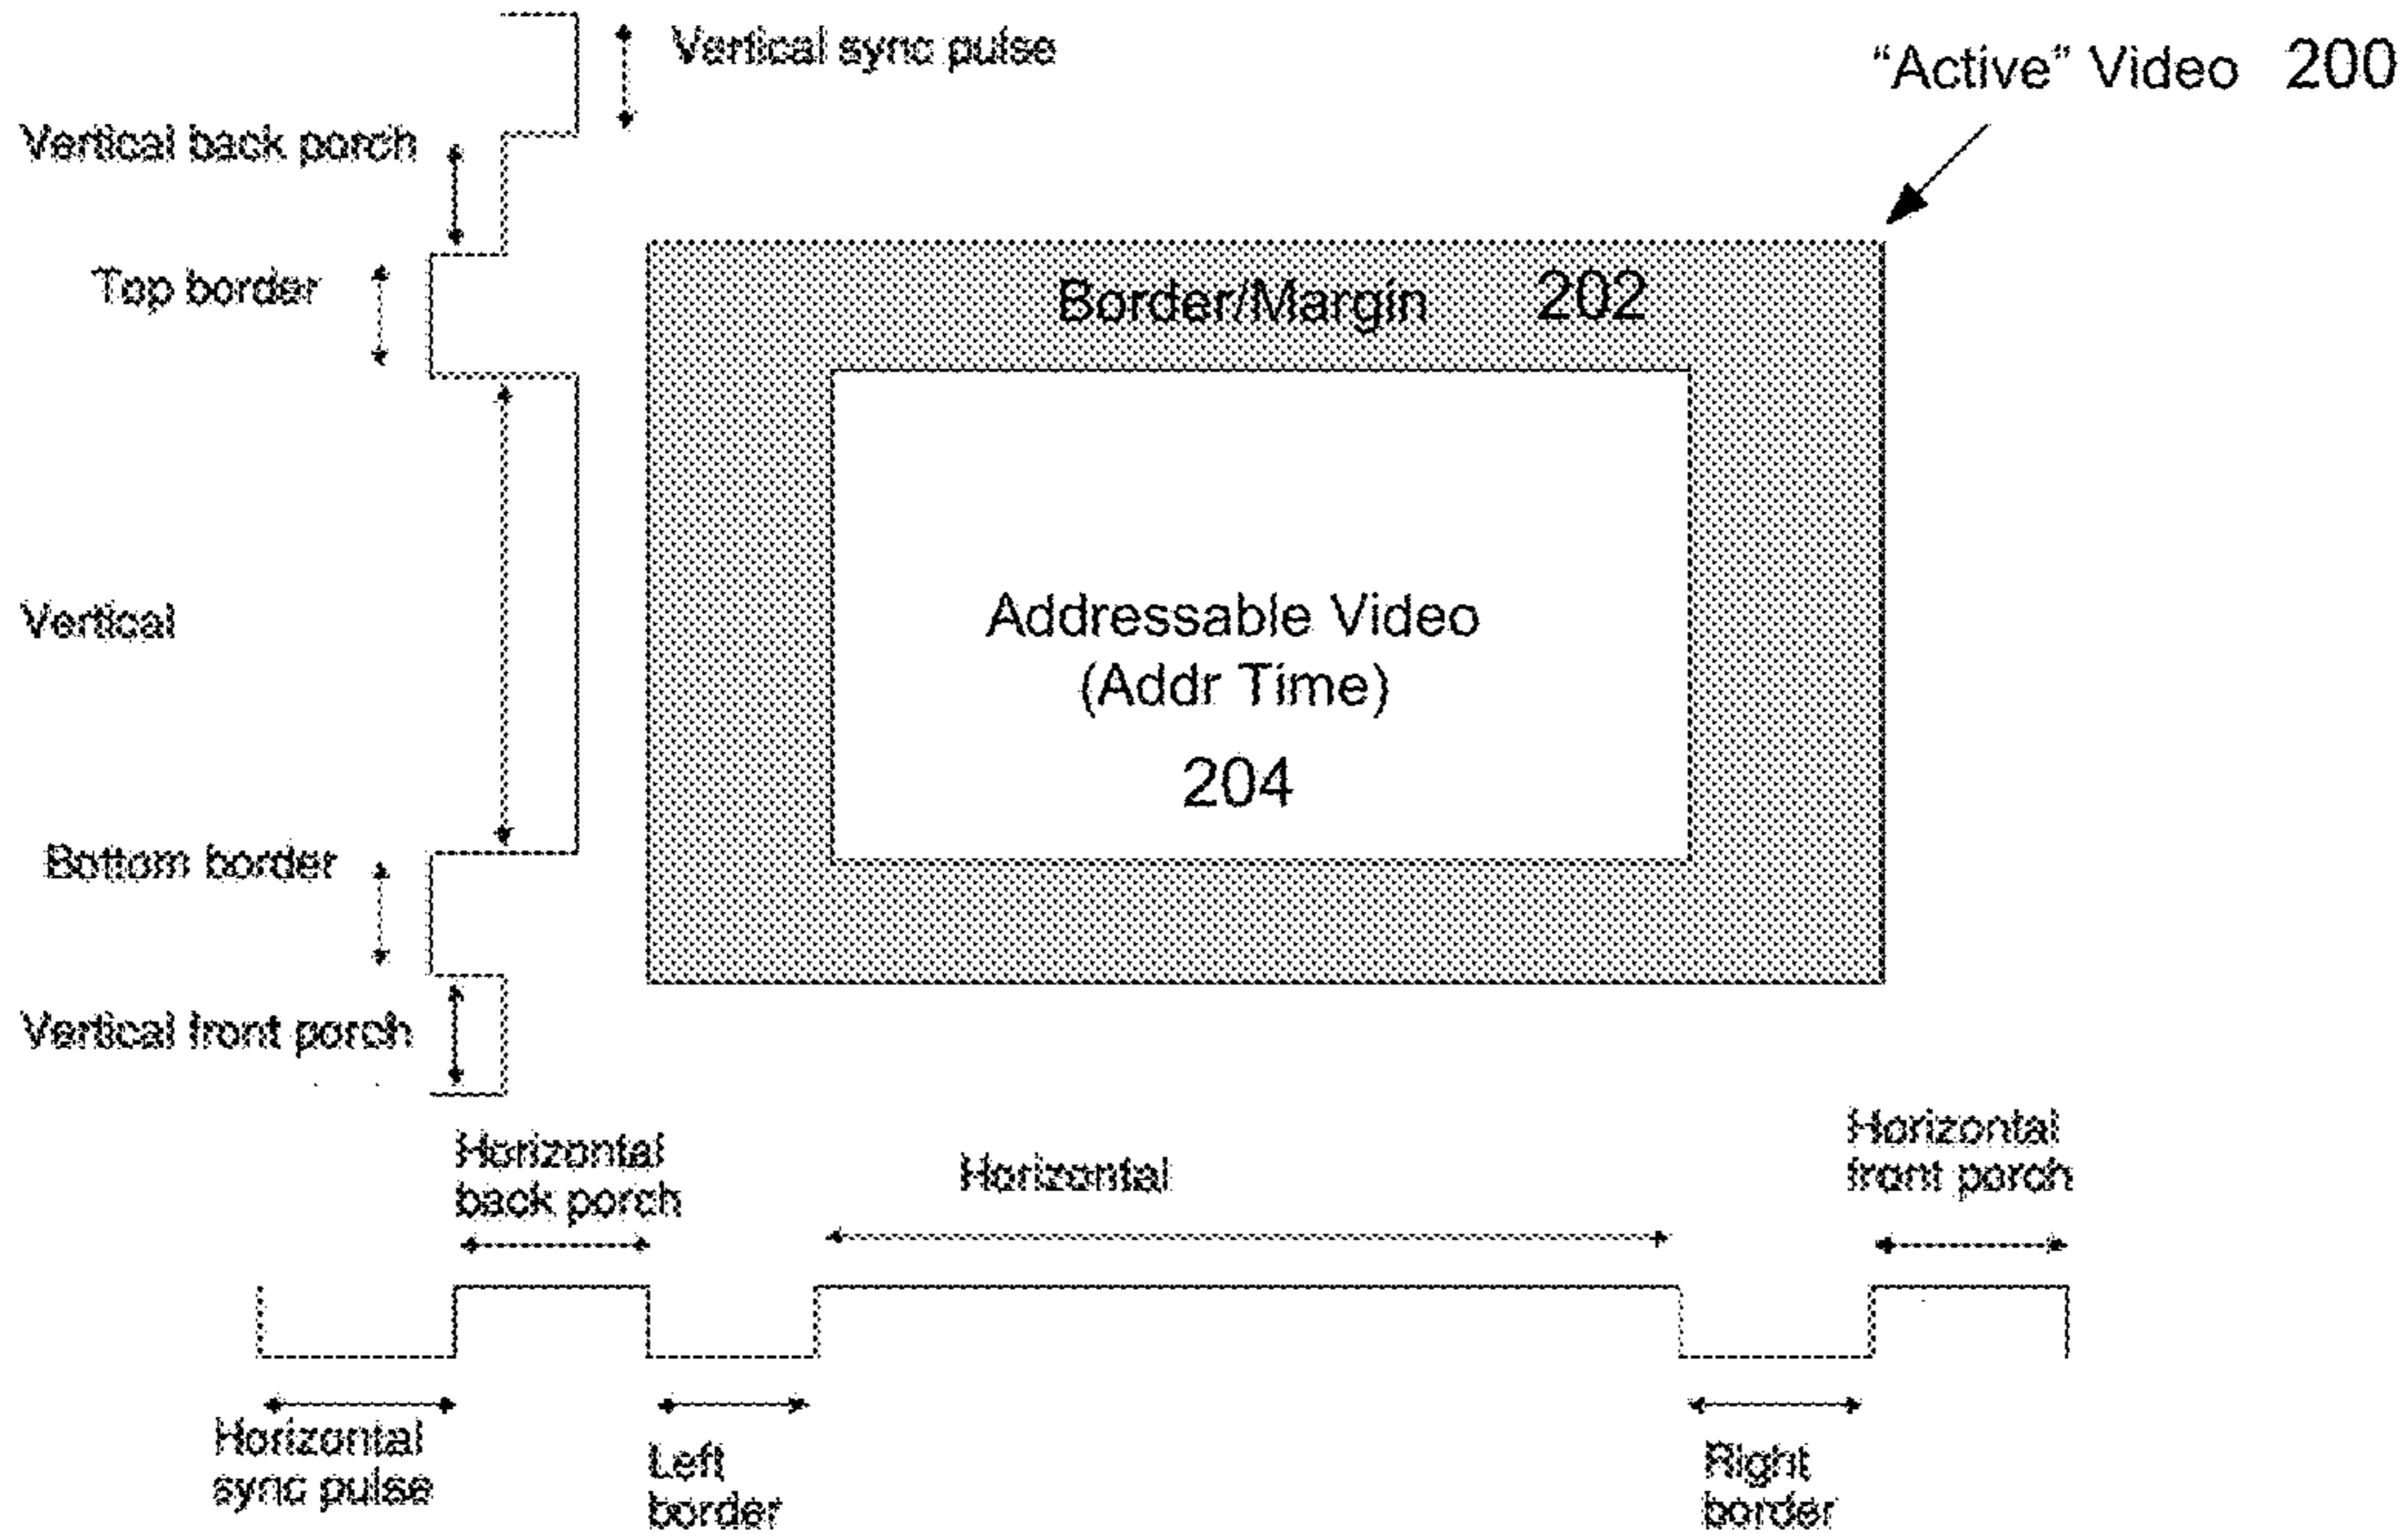 Vertical sync pulse
"Active" Video 200
Vertical back porch
Top border
Border/Margin 202
Vertical
Addressable Video
(Addr Time)
204
Bottom border
Vertical front porch
Horizontal
back porch
Horizontal
Horizontal
front porch
Horizontal
sync pulse
Left
border
Right
border